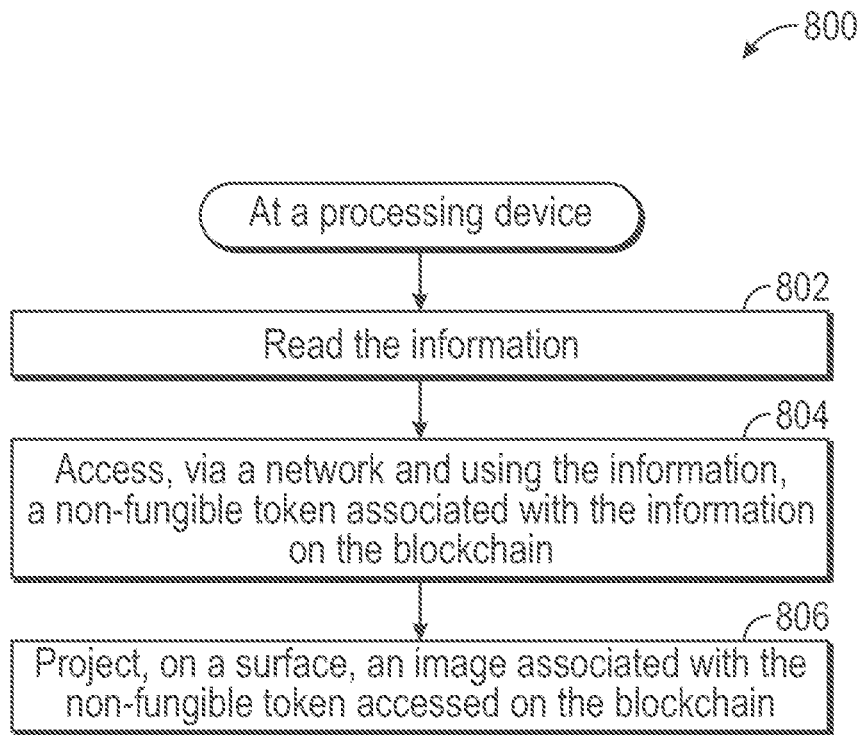 800
At a processing device
802
Read the information
804
Access, via a network and using the information,
a non-fungible token associated with the information
on the blockchain
806
Project, on a surface, an image associated with the
non-fungible token accessed on the blockchain